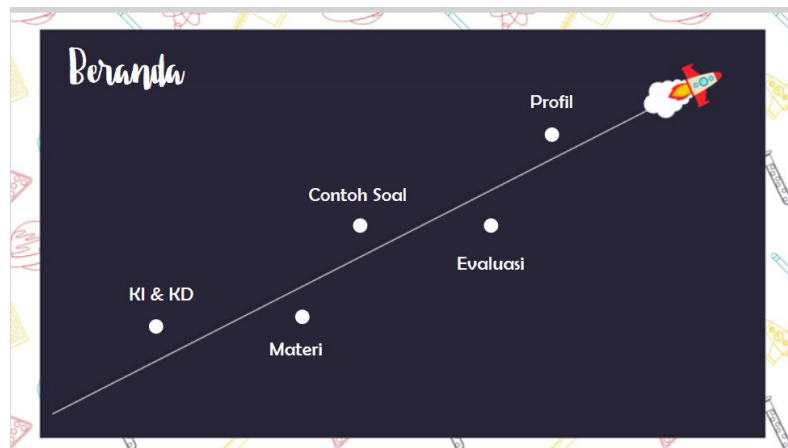 Beranda
Profil
Contoh Soal
Evaluasi
KI & KD
Materi